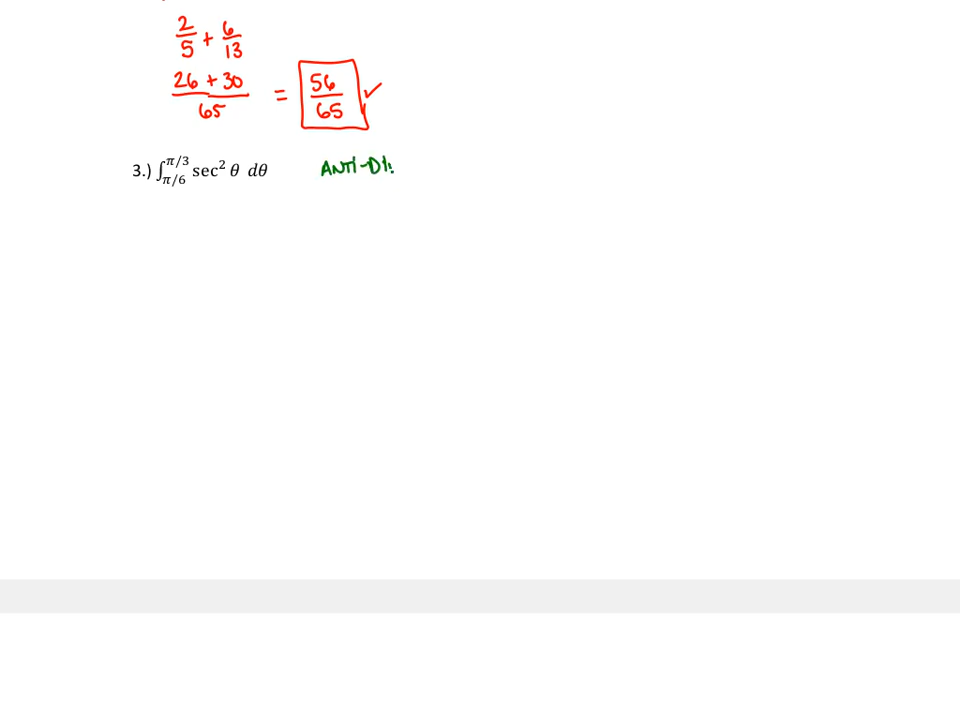 2/5 + 6/13
26 + 30 / 65 = 56/65 ✓
3.) ∫_{π/6}^{π/3} sec² θ dθ ANTI-D